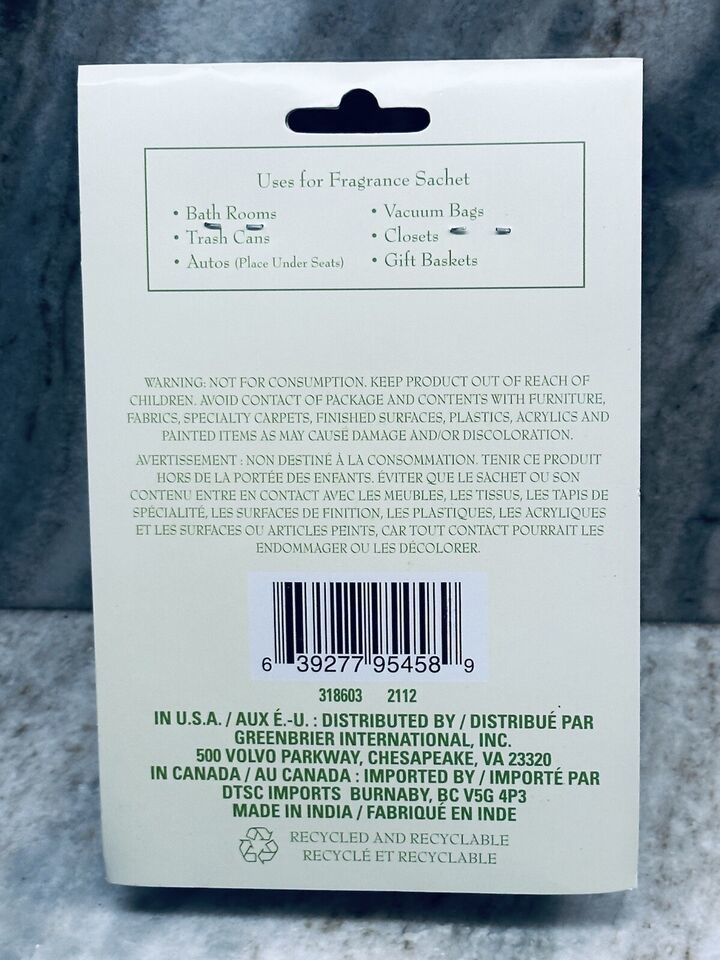 Uses for Fragrance Sachet
• Bath Rooms
• Trash Cans
• Autos (Place Under Seats)
• Vacuum Bags
• Closets
• Gift Baskets
WARNING: NOT FOR CONSUMPTION. KEEP PRODUCT OUT OF REACH OF
CHILDREN. AVOID CONTACT OF PACKAGE AND CONTENTS WITH FURNITURE,
FABRICS, SPECIALTY CARPETS, FINISHED SURFACES, PLASTICS, ACRYLICS AND
PAINTED ITEMS AS MAY CAUSE DAMAGE AND/OR DISCOLORATION.
AVERTISSEMENT : NON DESTINÉ À LA CONSOMMATION. TENIR CE PRODUIT
HORS DE LA PORTÉE DES ENFANTS. ÉVITER QUE LE SACHET OU SON
CONTENU ENTRE EN CONTACT AVEC LES MEUBLES, LES TISSUS, LES TAPIS DE
SPÉCIALITÉ, LES SURFACES DE FINITION, LES PLASTIQUES, LES ACRYLIQUES
ET LES SURFACES OU ARTICLES PEINTS, CAR TOUT CONTACT POURRAIT LES
ENDOMMAGER OU LES DÉCOLORER.
6 39277 95458 9
318603 2112
IN U.S.A. / AUX É.-U. : DISTRIBUTED BY / DISTRIBUÉ PAR
GREENBRIER INTERNATIONAL, INC.
500 VOLVO PARKWAY, CHESAPEAKE, VA 23320
IN CANADA / AU CANADA : IMPORTED BY / IMPORTÉ PAR
DTSC IMPORTS BURNABY, BC V5G 4P3
MADE IN INDIA / FABRIQUÉ EN INDE
RECYCLED AND RECYCLABLE
RECYCLÉ ET RECYCLABLE